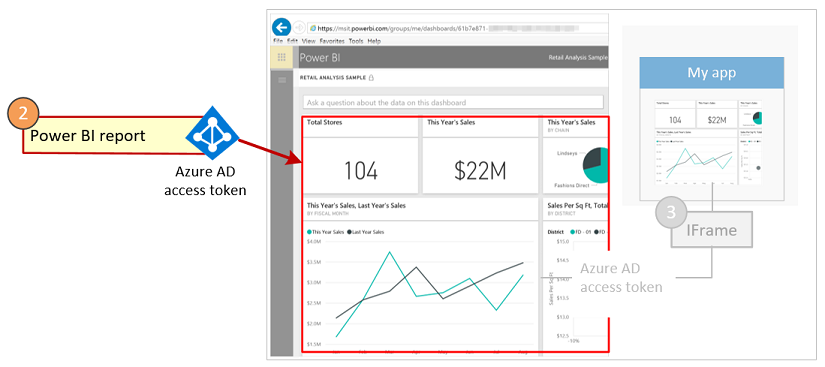 2
Power BI report
Azure AD
access token
https://msit.powerbi.com/groups/me/dashboards/61b7e871-
File Edit View Favorites Tools Help
Power BI
Retail Analysis Sample
RETAIL ANALYSIS SAMPLE
Ask a question about the data on this dashboard
Total Stores
104
This Year's Sales
$22M
This Year's Sales
BY CHAIN
Lindseys
Fashions Direct
This Year's Sales, Last Year's Sales
BY FISCAL MONTH
This Year Sales Last Year Sales
$4.0M
$3.5M
$3.0M
$2.5M
$2.0M
$1.5M
Sales Per Sq Ft, Tota
BY DISTRICT
District FD - 01 FD
Sales Per Sq Ft
$15.0
$14.5
$14.0
$13.5
$13.0
$12.5
-10%
Azure AD
access token
My app
104
$22M
3
IFrame